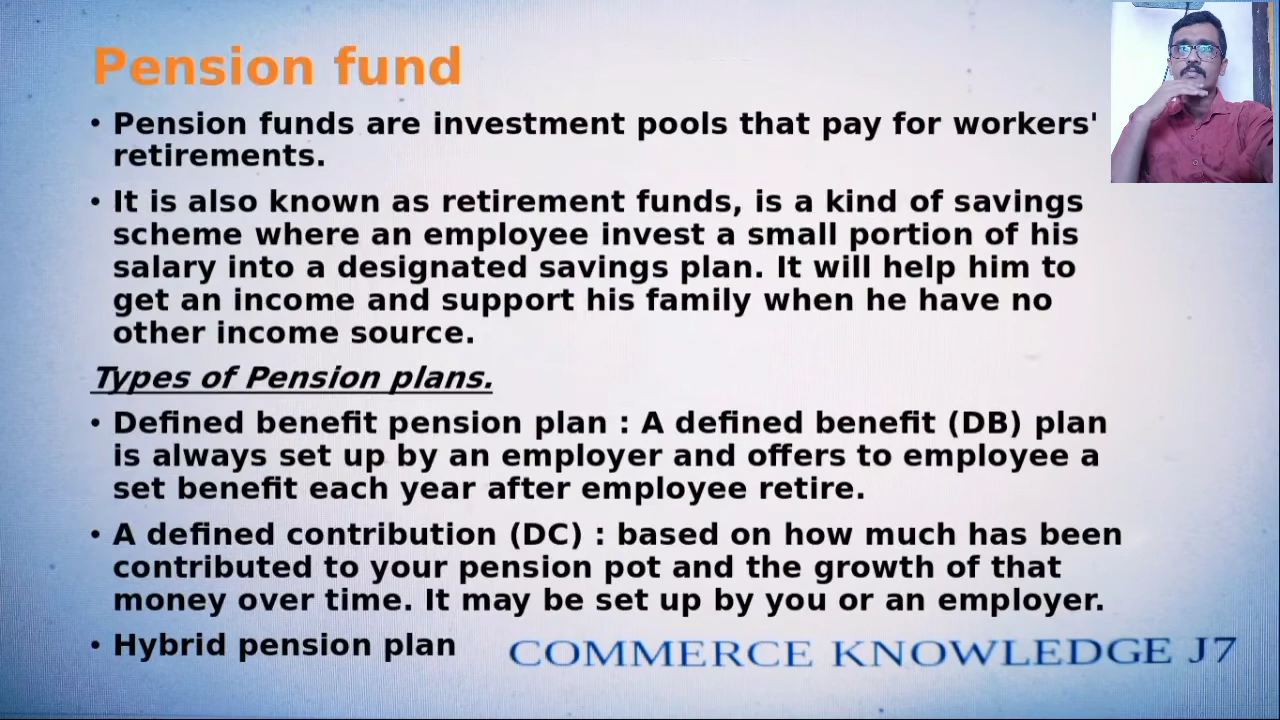 Pension fund
• Pension funds are investment pools that pay for workers'
retirements.
• It is also known as retirement funds, is a kind of savings
scheme where an employee invest a small portion of his
salary into a designated savings plan. It will help him to
get an income and support his family when he have no
other income source.
Types of Pension plans.
• Defined benefit pension plan : A defined benefit (DB) plan
is always set up by an employer and offers to employee a
set benefit each year after employee retire.
• A defined contribution (DC) : based on how much has been
contributed to your pension pot and the growth of that
money over time. It may be set up by you or an employer.
• Hybrid pension plan
COMMERCE KNOWLEDGE J7